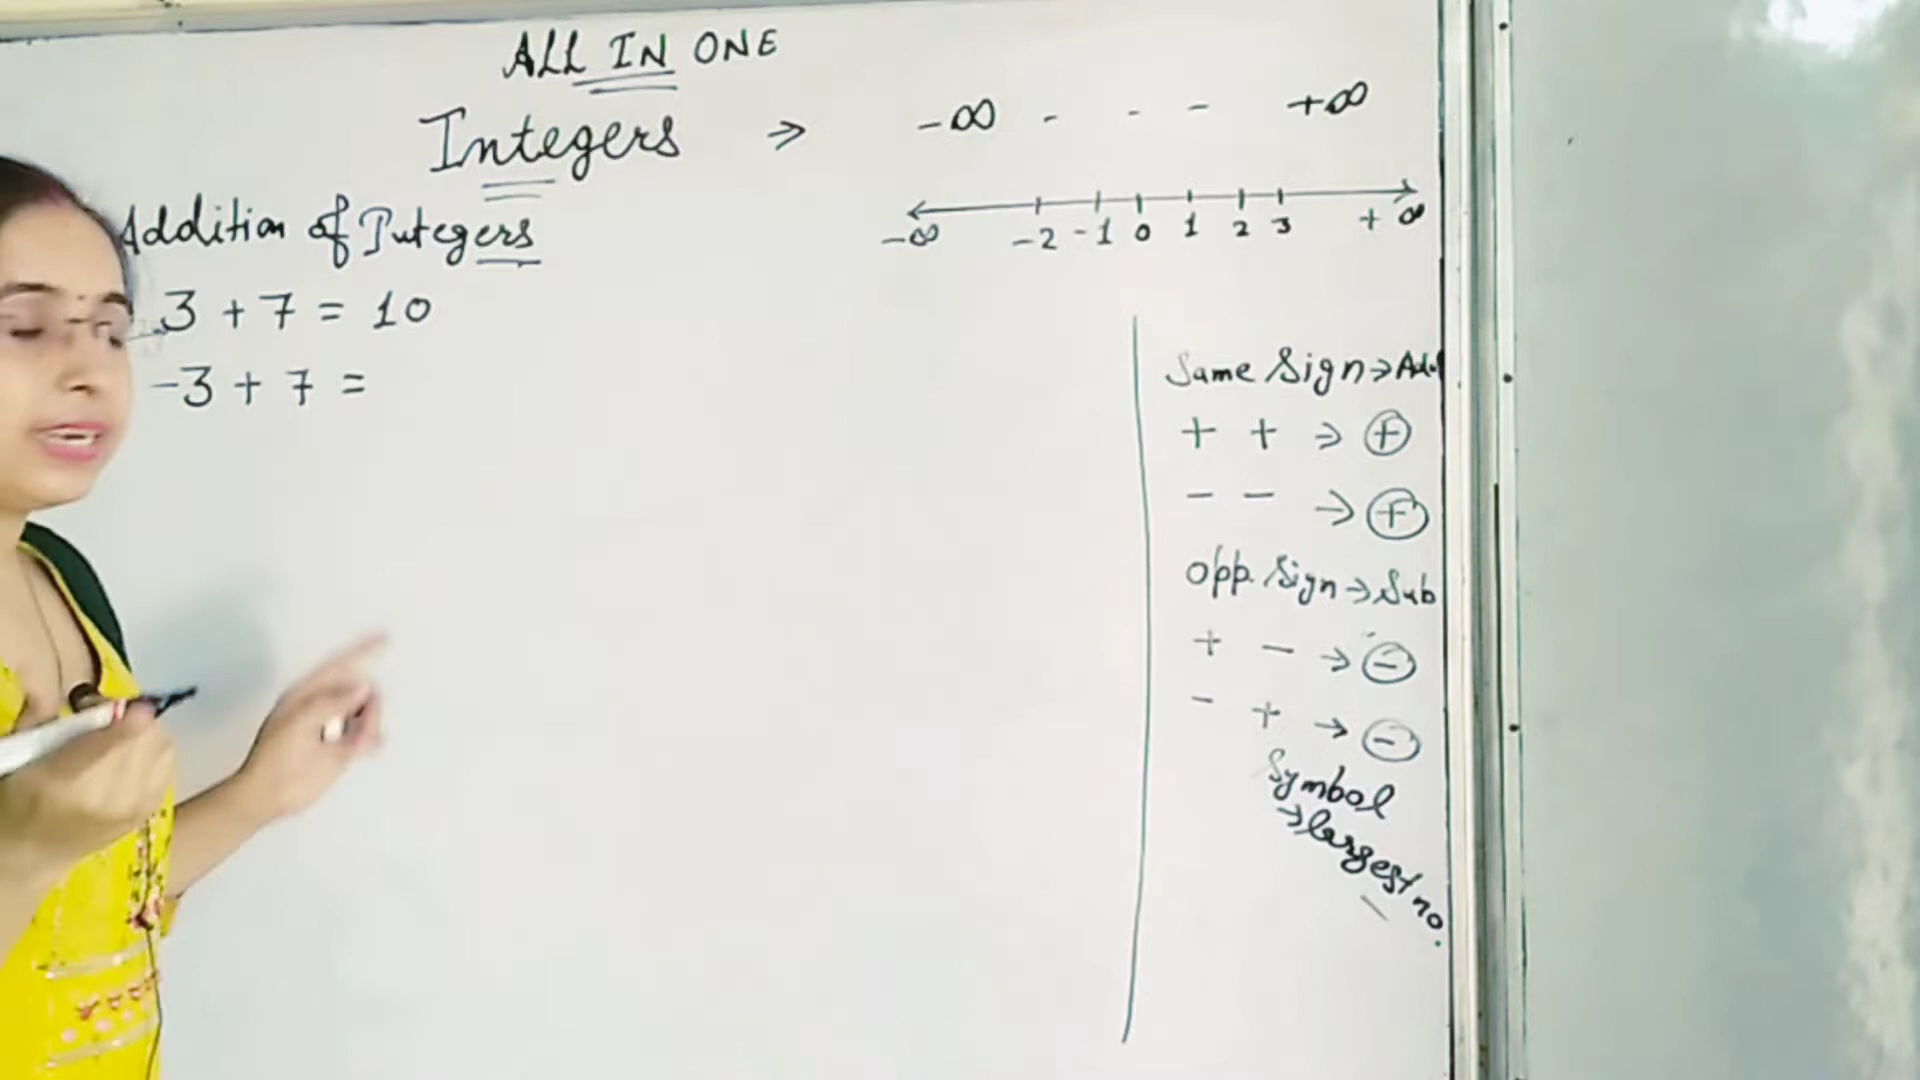 ALL IN ONE
Integers ⇒ -∞ - - - +∞
-∞ -2 -1 0 1 2 3 +∞
Addition of Integers
3 + 7 = 10
-3 + 7 =
Same Sign ⇒ Add
+ + ⇒ +
- - → +
Opp. Sign → Sub
+ - → -
- + → -
Symbol
→ largest no.